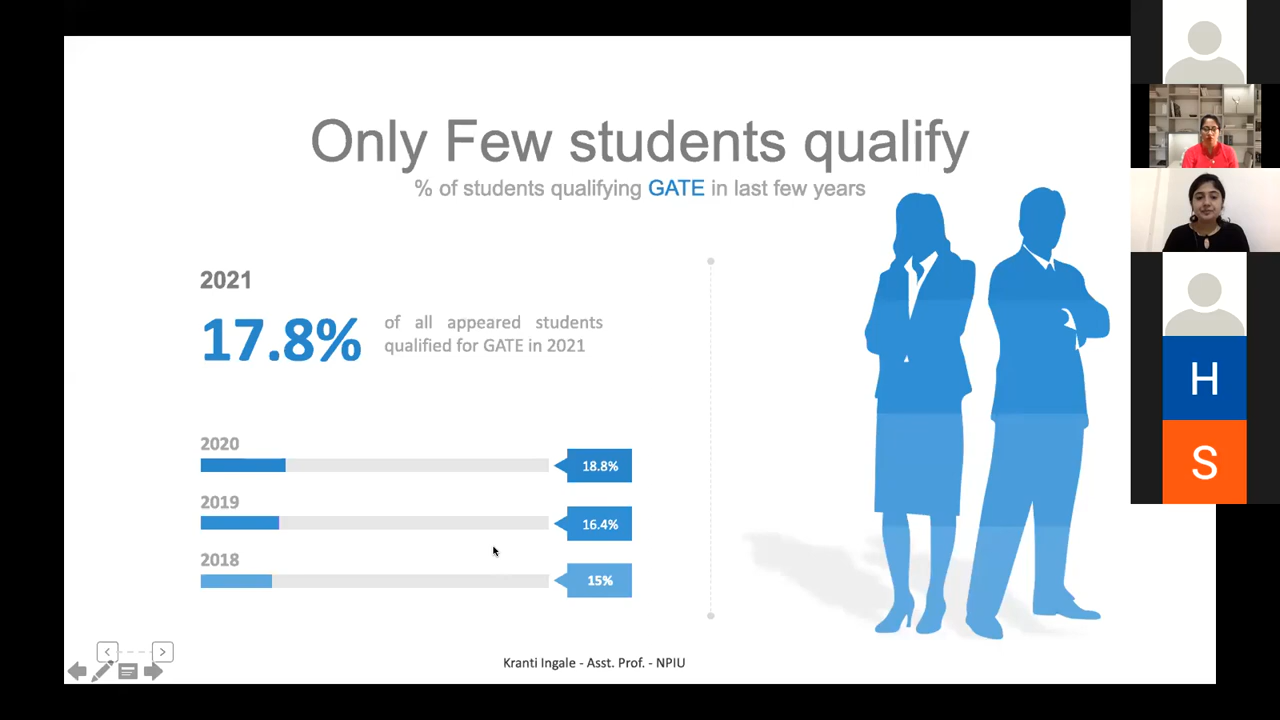 Only Few students qualify
% of students qualifying GATE in last few years
2021
17.8%
of all appeared students
qualified for GATE in 2021
2020
18.8%
2019
16.4%
2018
15%
Kranti Ingale - Asst. Prof. - NPIU
H
S